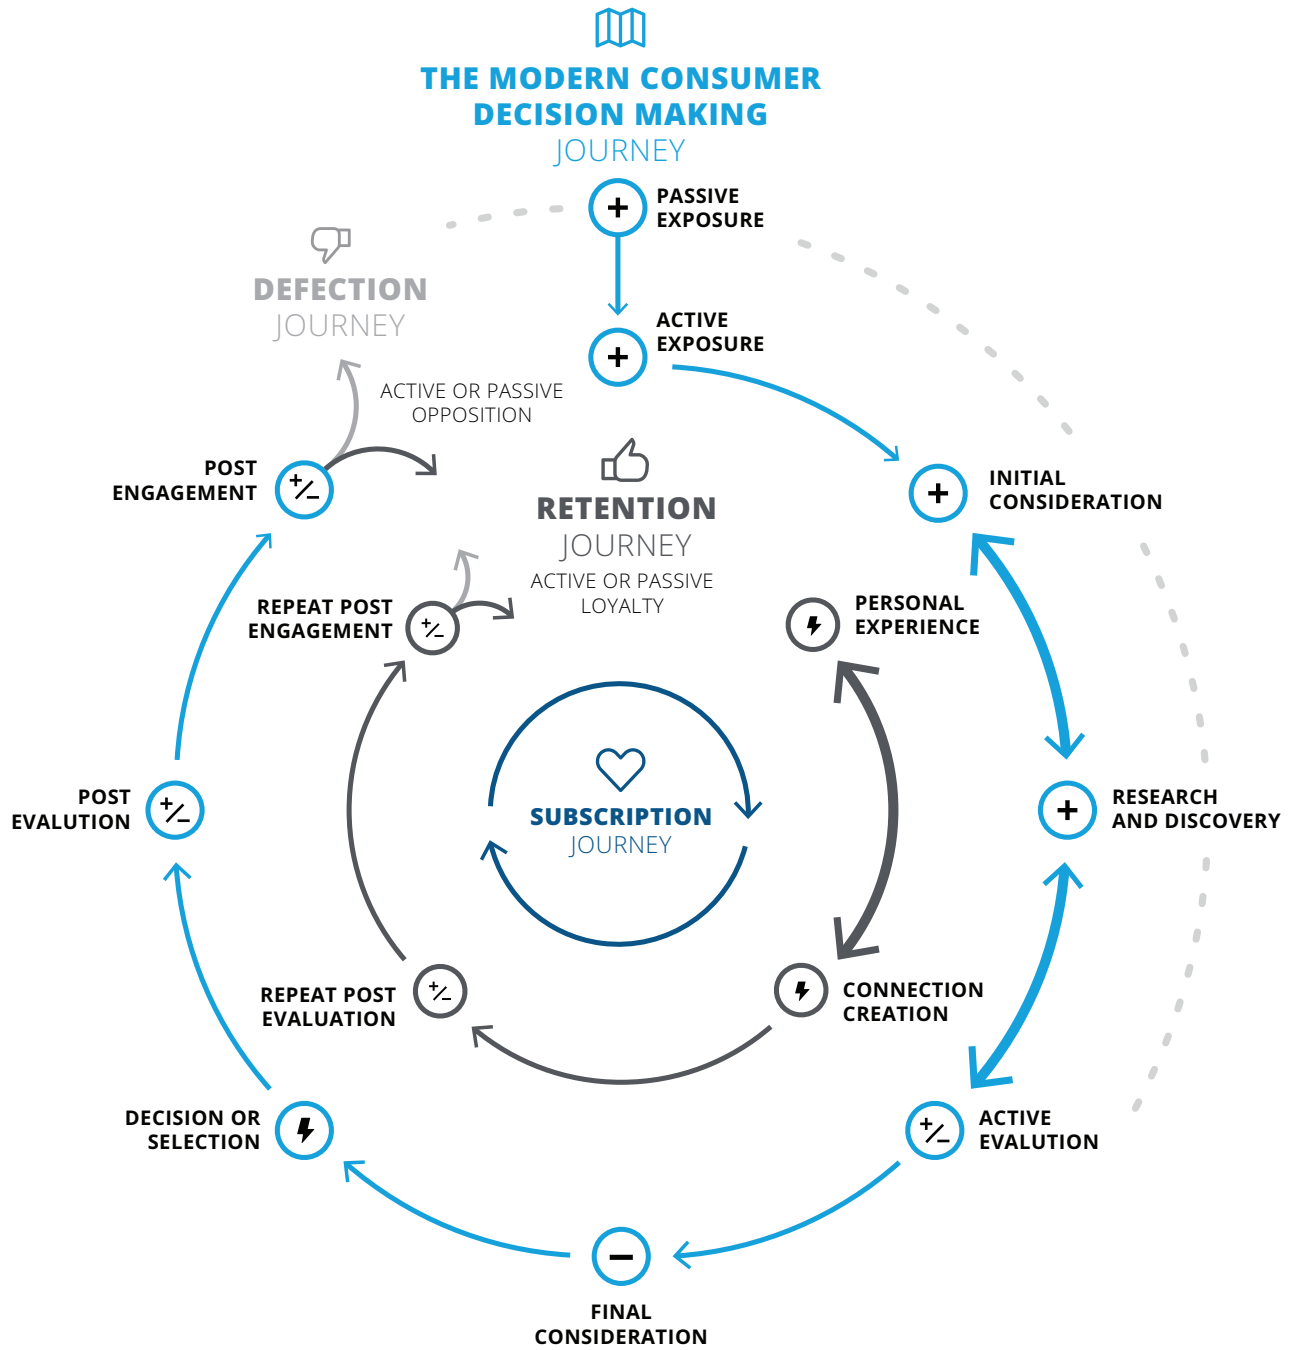 THE MODERN CONSUMER
DECISION MAKING
JOURNEY
PASSIVE
EXPOSURE
DEFECTION
JOURNEY
ACTIVE
EXPOSURE
ACTIVE OR PASSIVE
OPPOSITION
POST
ENGAGEMENT
INITIAL
CONSIDERATION
RETENTION
JOURNEY
ACTIVE OR PASSIVE
LOYALTY
REPEAT POST
ENGAGEMENT
PERSONAL
EXPERIENCE
POST
EVALUTION
SUBSCRIPTION
JOURNEY
RESEARCH
AND DISCOVERY
REPEAT POST
EVALUATION
CONNECTION
CREATION
DECISION OR
SELECTION
ACTIVE
EVALUTION
FINAL
CONSIDERATION